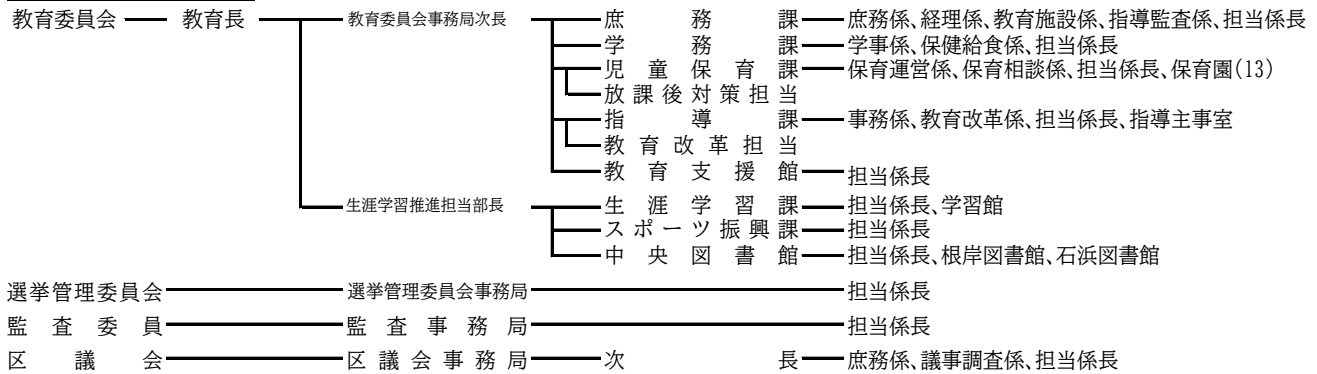 教育委員会 教育長 教育委員会事務局次長 庶務課 庶務係、経理係、教育施設係、指導監査係、担当係長
学務課 学事係、保健給食係、担当係長
児童保育課 保育運営係、保育相談係、担当係長、保育園(13)
放課後対策担当
指導課 事務係、教育改革係、担当係長、指導主事室
教育改革担当
教育支援館 担当係長
生涯学習推進担当部長 生涯学習課 担当係長、学習館
スポーツ振興課 担当係長
中央図書館 担当係長、根岸図書館、石浜図書館
選挙管理委員会 選挙管理委員会事務局 担当係長
監査委員 監査事務局 担当係長
区議会 区議会事務局 次長 庶務係、議事調査係、担当係長